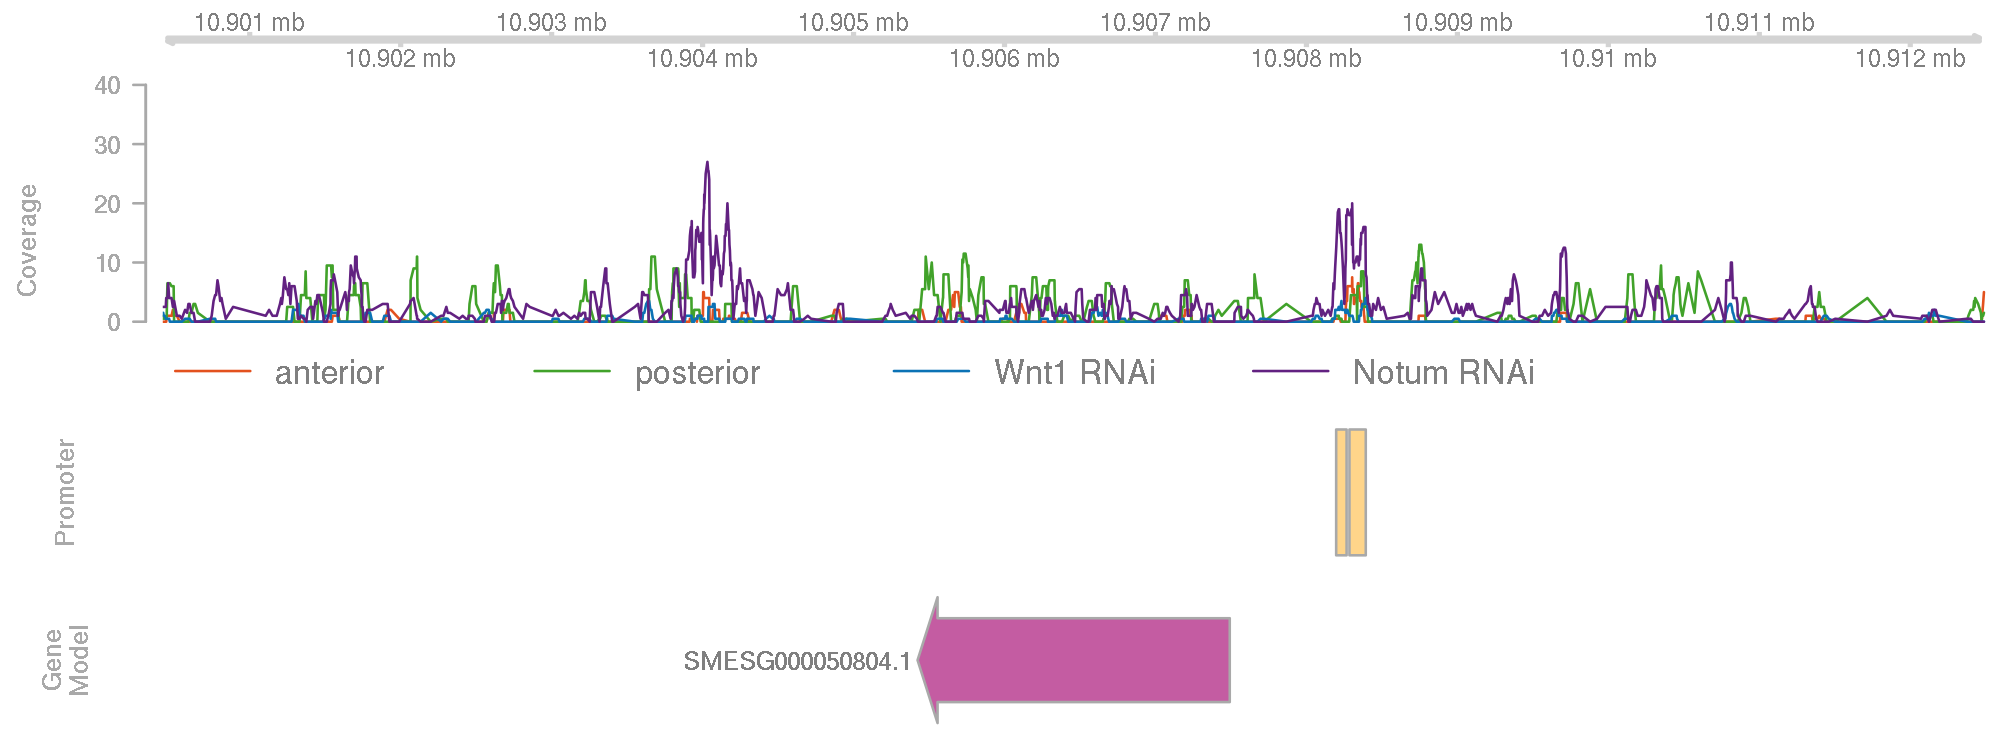 10.901 mb 10.903 mb 10.905 mb 10.907 mb 10.909 mb 10.911 mb
10.902 mb 10.904 mb 10.906 mb 10.908 mb 10.91 mb 10.912 mb
40
30
20
10
0
Coverage
anterior posterior Wnt1 RNAi Notum RNAi
Promoter
Gene
Model
SMESG000050804.1